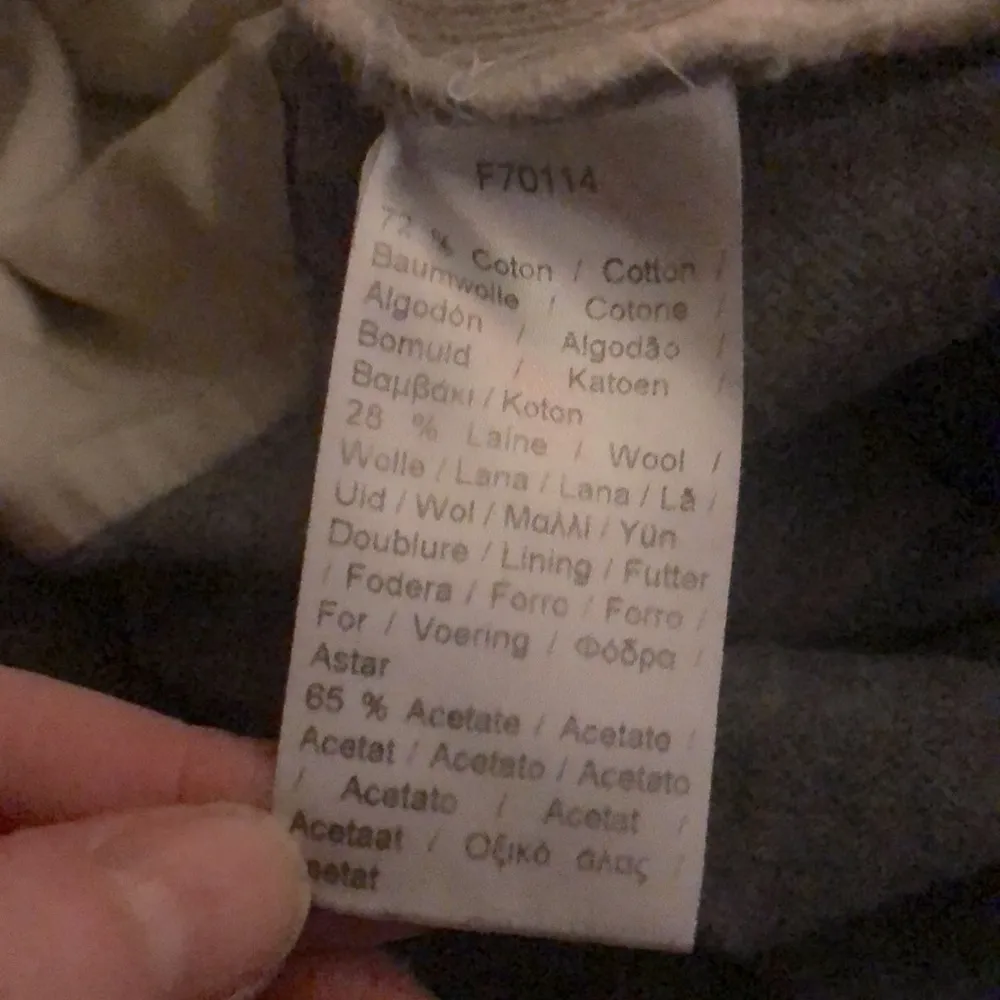 F70114
72 % Coton / Cotton /
Baumwolle / Cotone /
Algodón / Algodão /
Bomuld / Katoen /
Βαμβάκι / Koton
28 % Laine / Wool /
Wolle / Lana / Lana / Lã /
Uld / Wol / Μαλλί / Yün
Doublure / Lining / Futter
/ Fodera / Forro / Forro /
For / Voering / Φόδρα /
Astar
65 % Acetate / Acetate /
Acetat / Acetato / Acetato
/ Acetato / Acetat /
Acetaat / Οξικό άλας /
setat